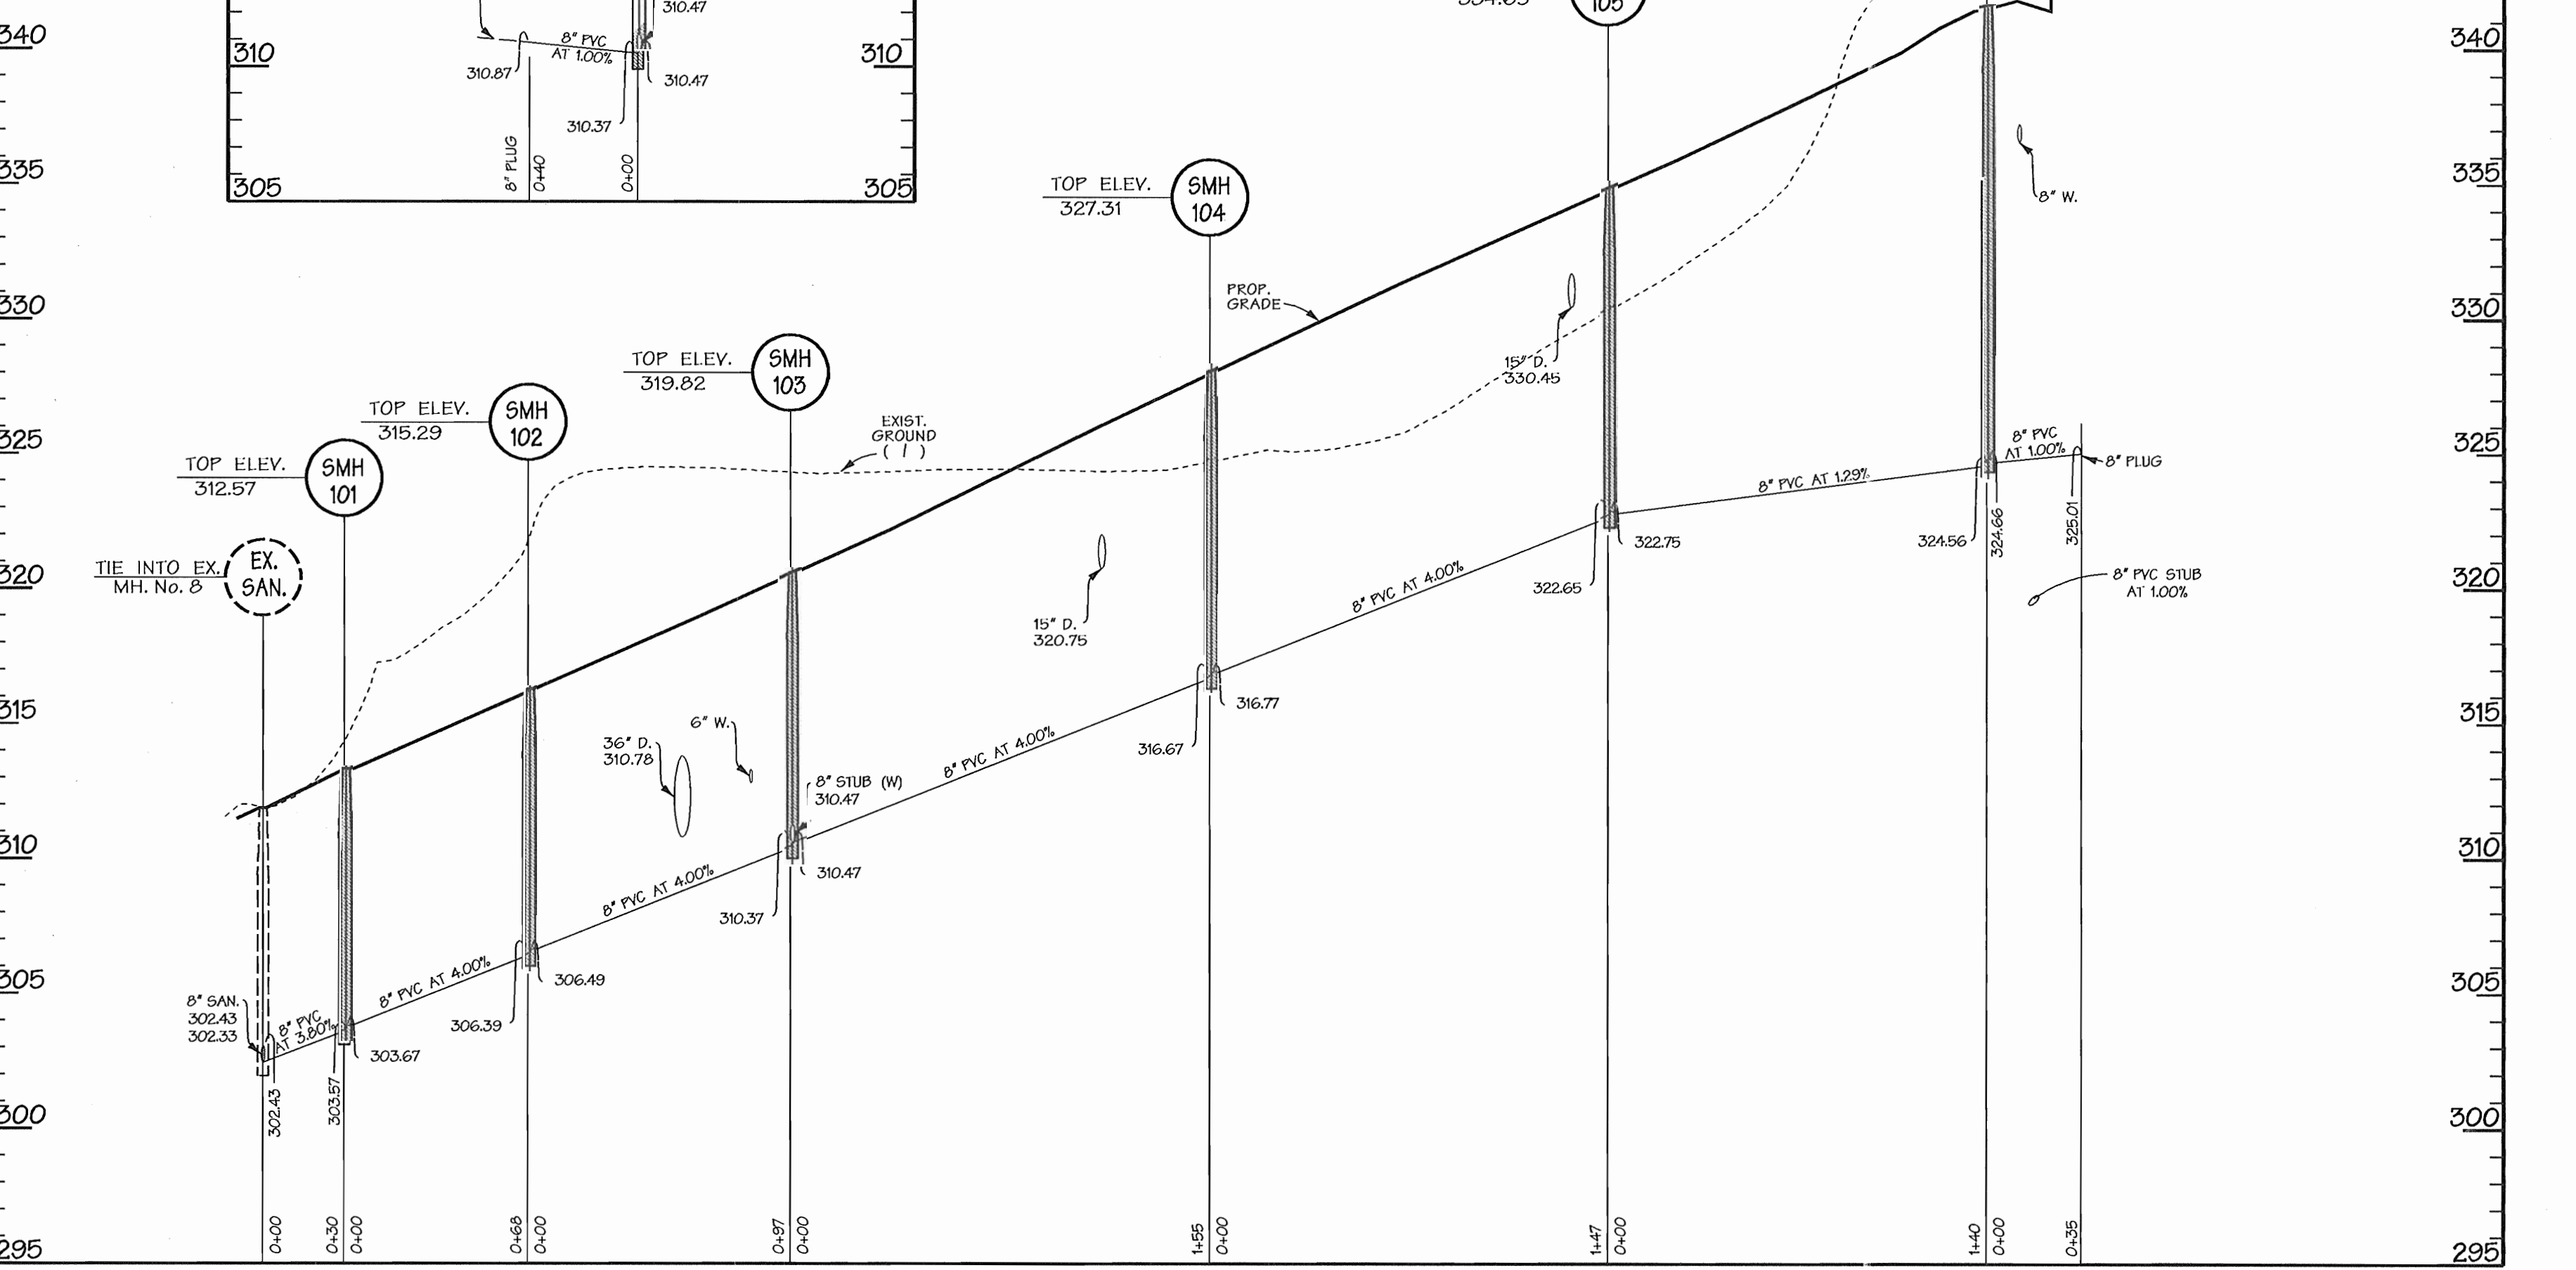 340
335
330
325
320
315
310
305
300
295
310
305
310
305
8" PVC
AT 1.00%
310.87
310.37
310.47
310.47
8" PLUG
0+40
0+00
TIE INTO EX.
MH. No. 8
EX.
SAN.
TOP ELEV.
312.57
SMH
101
TOP ELEV.
315.29
SMH
102
TOP ELEV.
319.82
SMH
103
TOP ELEV.
327.31
SMH
104
105
EXIST.
GROUND
( 1 )
PROP.
GRADE
15" D.
330.45
15" D.
320.75
36" D.
310.78
6" W.
8" STUB (W)
310.47
8" W.
8" SAN.
302.43
302.33
8" PVC
AT 3.80%
302.43
303.57
303.67
8" PVC AT 4.00%
306.39
306.49
8" PVC AT 4.00%
310.37
310.47
8" PVC AT 4.00%
316.67
316.77
8" PVC AT 4.00%
322.65
322.75
8" PVC AT 1.29%
324.56
324.66
8" PVC
AT 1.00%
325.01
8" PLUG
8" PVC STUB
AT 1.00%
0+00
0+30
0+00
0+68
0+00
0+97
0+00
1+55
0+00
1+47
0+00
1+40
0+00
0+35
340
335
330
325
320
315
310
305
300
295